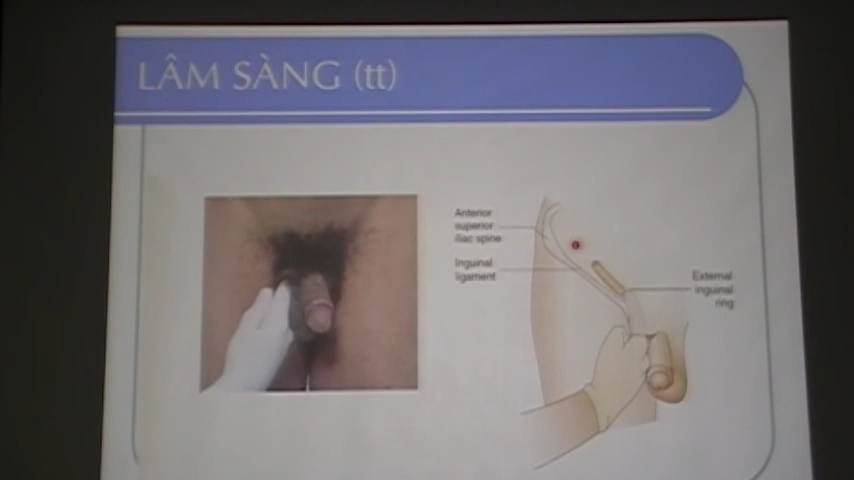 LÂM SÀNG (tt)
Anterior
superior
iliac spine
Inguinal
ligament
External
inguinal
ring